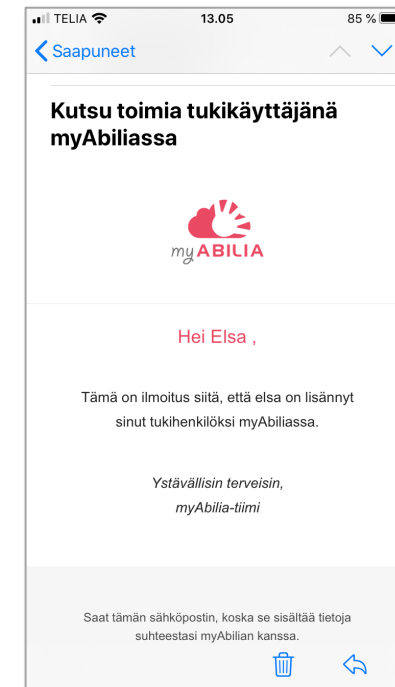 TELIA 13.05 85 %
Saapuneet
Kutsu toimia tukikäyttäjänä
myAbiliassa
myABILIA
Hei Elsa ,
Tämä on ilmoitus siitä, että elsa on lisännyt
sinut tukihenkilöksi myAbiliassa.
Ystävällisin terveisin,
myAbilia-tiimi
Saat tämän sähköpostin, koska se sisältää tietoja
suhteestasi myAbilian kanssa.